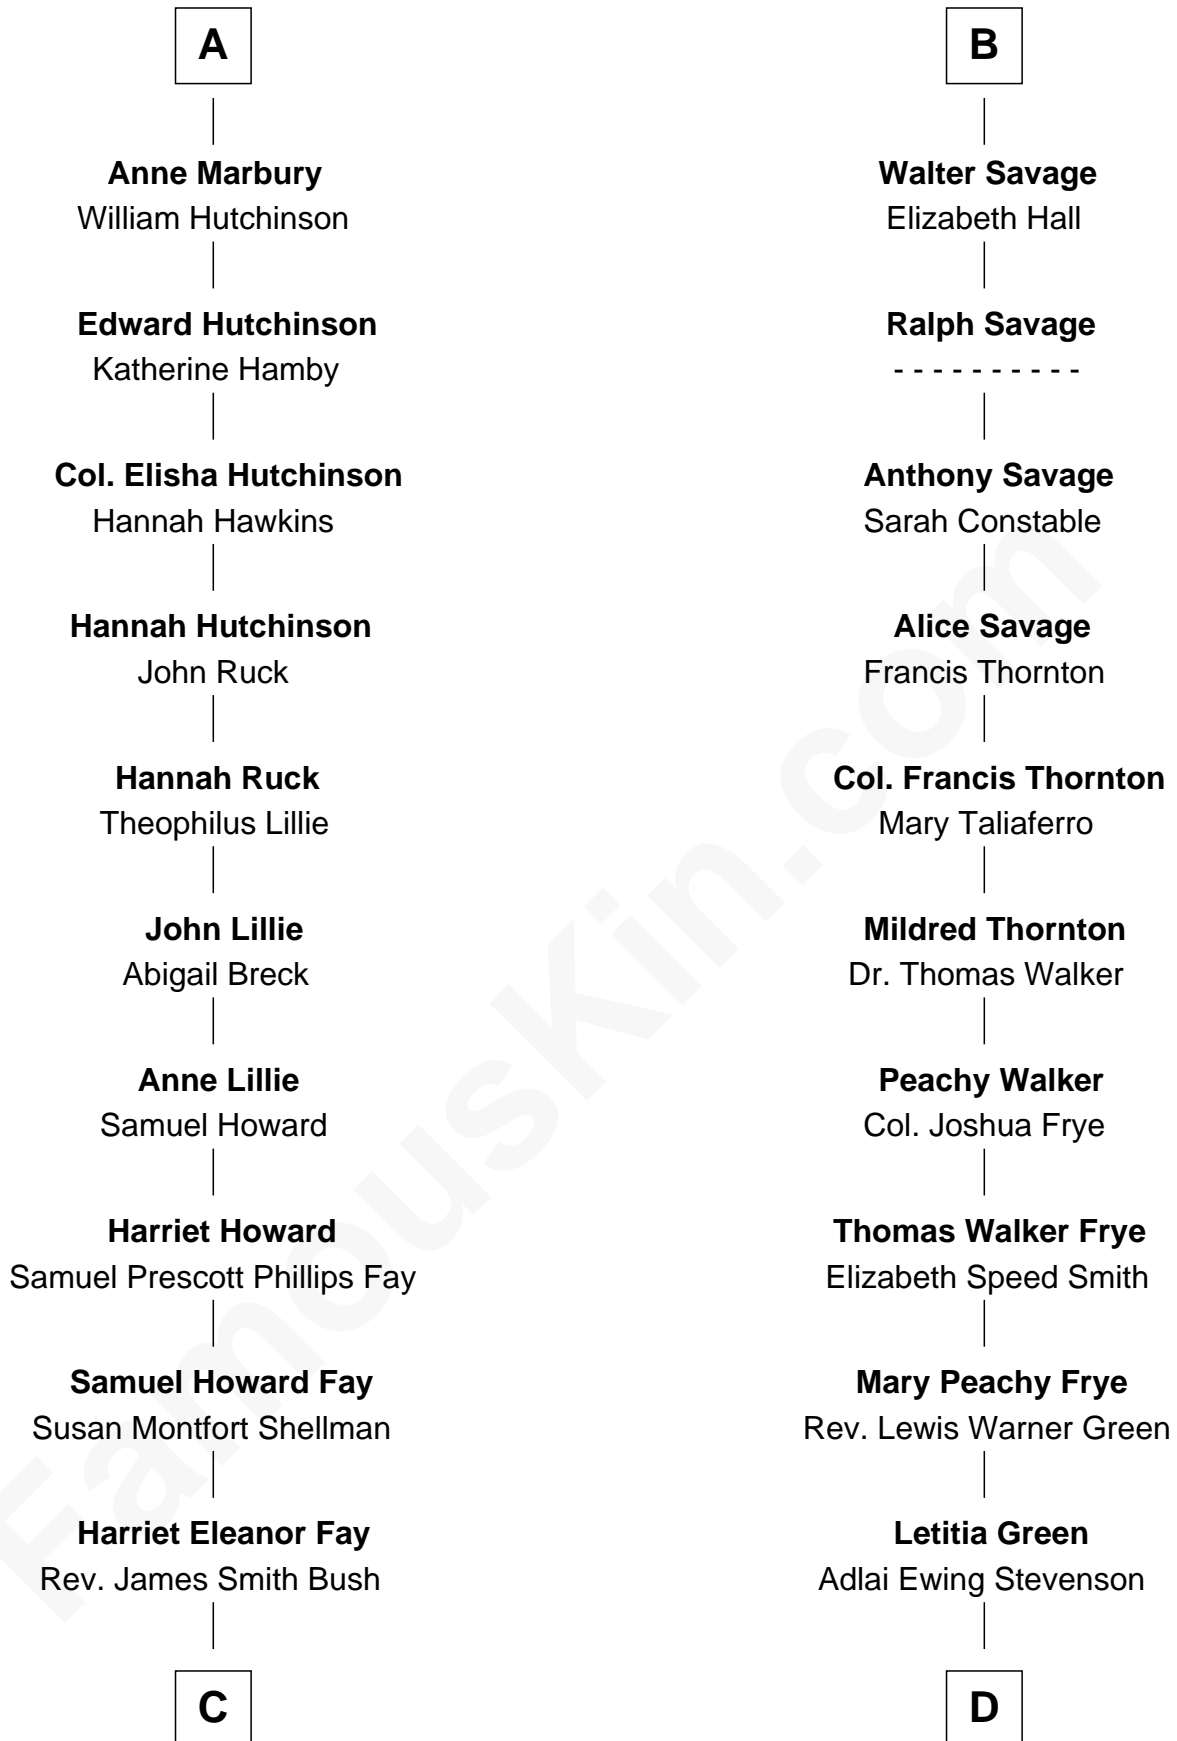 A
Anne Marbury
William Hutchinson
Edward Hutchinson
Katherine Hamby
Col. Elisha Hutchinson
Hannah Hawkins
Hannah Hutchinson
John Ruck
Hannah Ruck
Theophilus Lillie
John Lillie
Abigail Breck
Anne Lillie
Samuel Howard
Harriet Howard
Samuel Prescott Phillips Fay
Samuel Howard Fay
Susan Montfort Shellman
Harriet Eleanor Fay
Rev. James Smith Bush
C
B
Walter Savage
Elizabeth Hall
Ralph Savage
- - - - - - - - - -
Anthony Savage
Sarah Constable
Alice Savage
Francis Thornton
Col. Francis Thornton
Mary Taliaferro
Mildred Thornton
Dr. Thomas Walker
Peachy Walker
Col. Joshua Frye
Thomas Walker Frye
Elizabeth Speed Smith
Mary Peachy Frye
Rev. Lewis Warner Green
Letitia Green
Adlai Ewing Stevenson
D
FamousKin.com